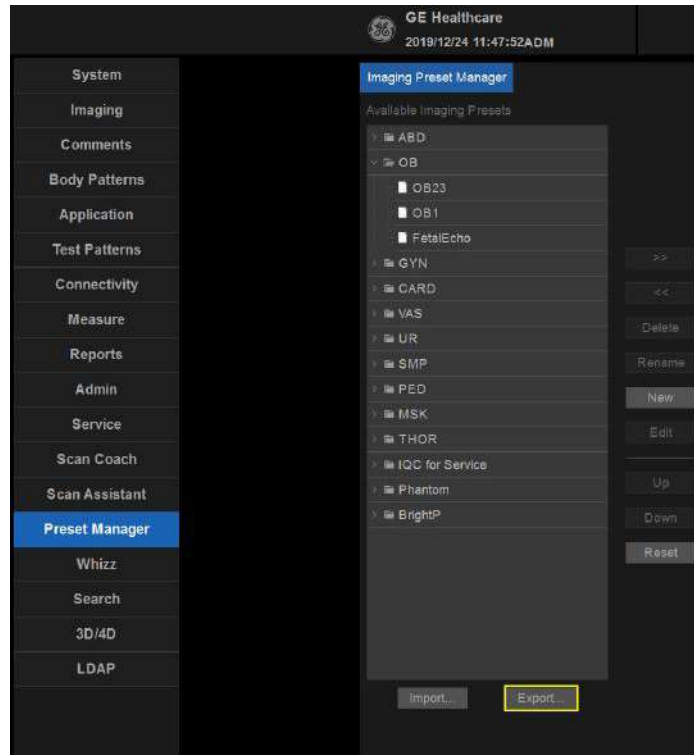 GE Healthcare
2019/12/24 11:47:52ADM
System
Imaging
Comments
Body Patterns
Application
Test Patterns
Connectivity
Measure
Reports
Admin
Service
Scan Coach
Scan Assistant
Preset Manager
Whizz
Search
3D/4D
LDAP
Imaging Preset Manager
Available Imaging Presets
ABD
OB
OB23
OB1
FetalEcho
GYN
CARD
VAS
UR
SMP
PED
MSK
THOR
IQC for Service
Phantom
BrightP
Import...
Export...
>>
<<
Delete
Rename
New
Edit
Up
Down
Reset